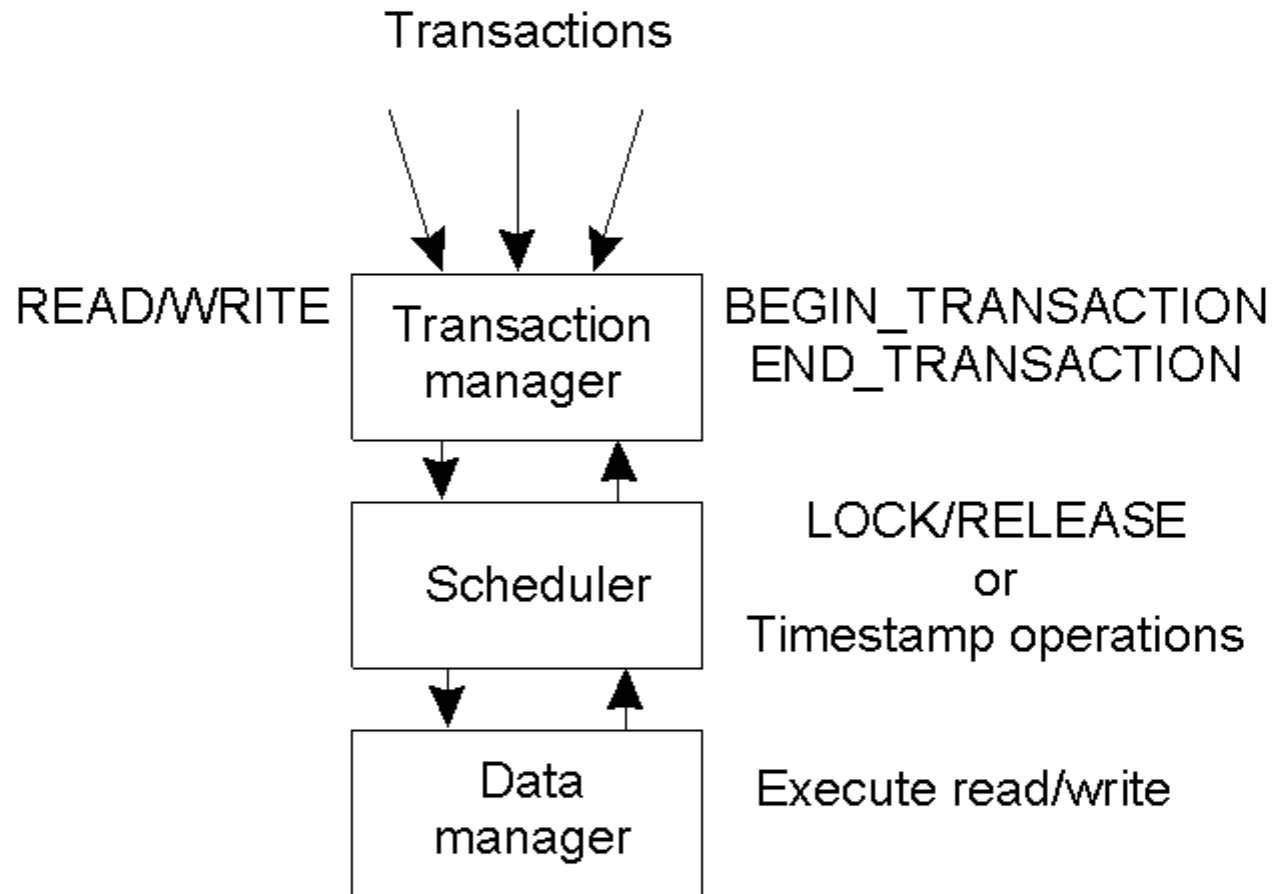 Transactions
READ/WRITE
Transaction
manager
BEGIN_TRANSACTION
END_TRANSACTION
Scheduler
LOCK/RELEASE
or
Timestamp operations
Data
manager
Execute read/write